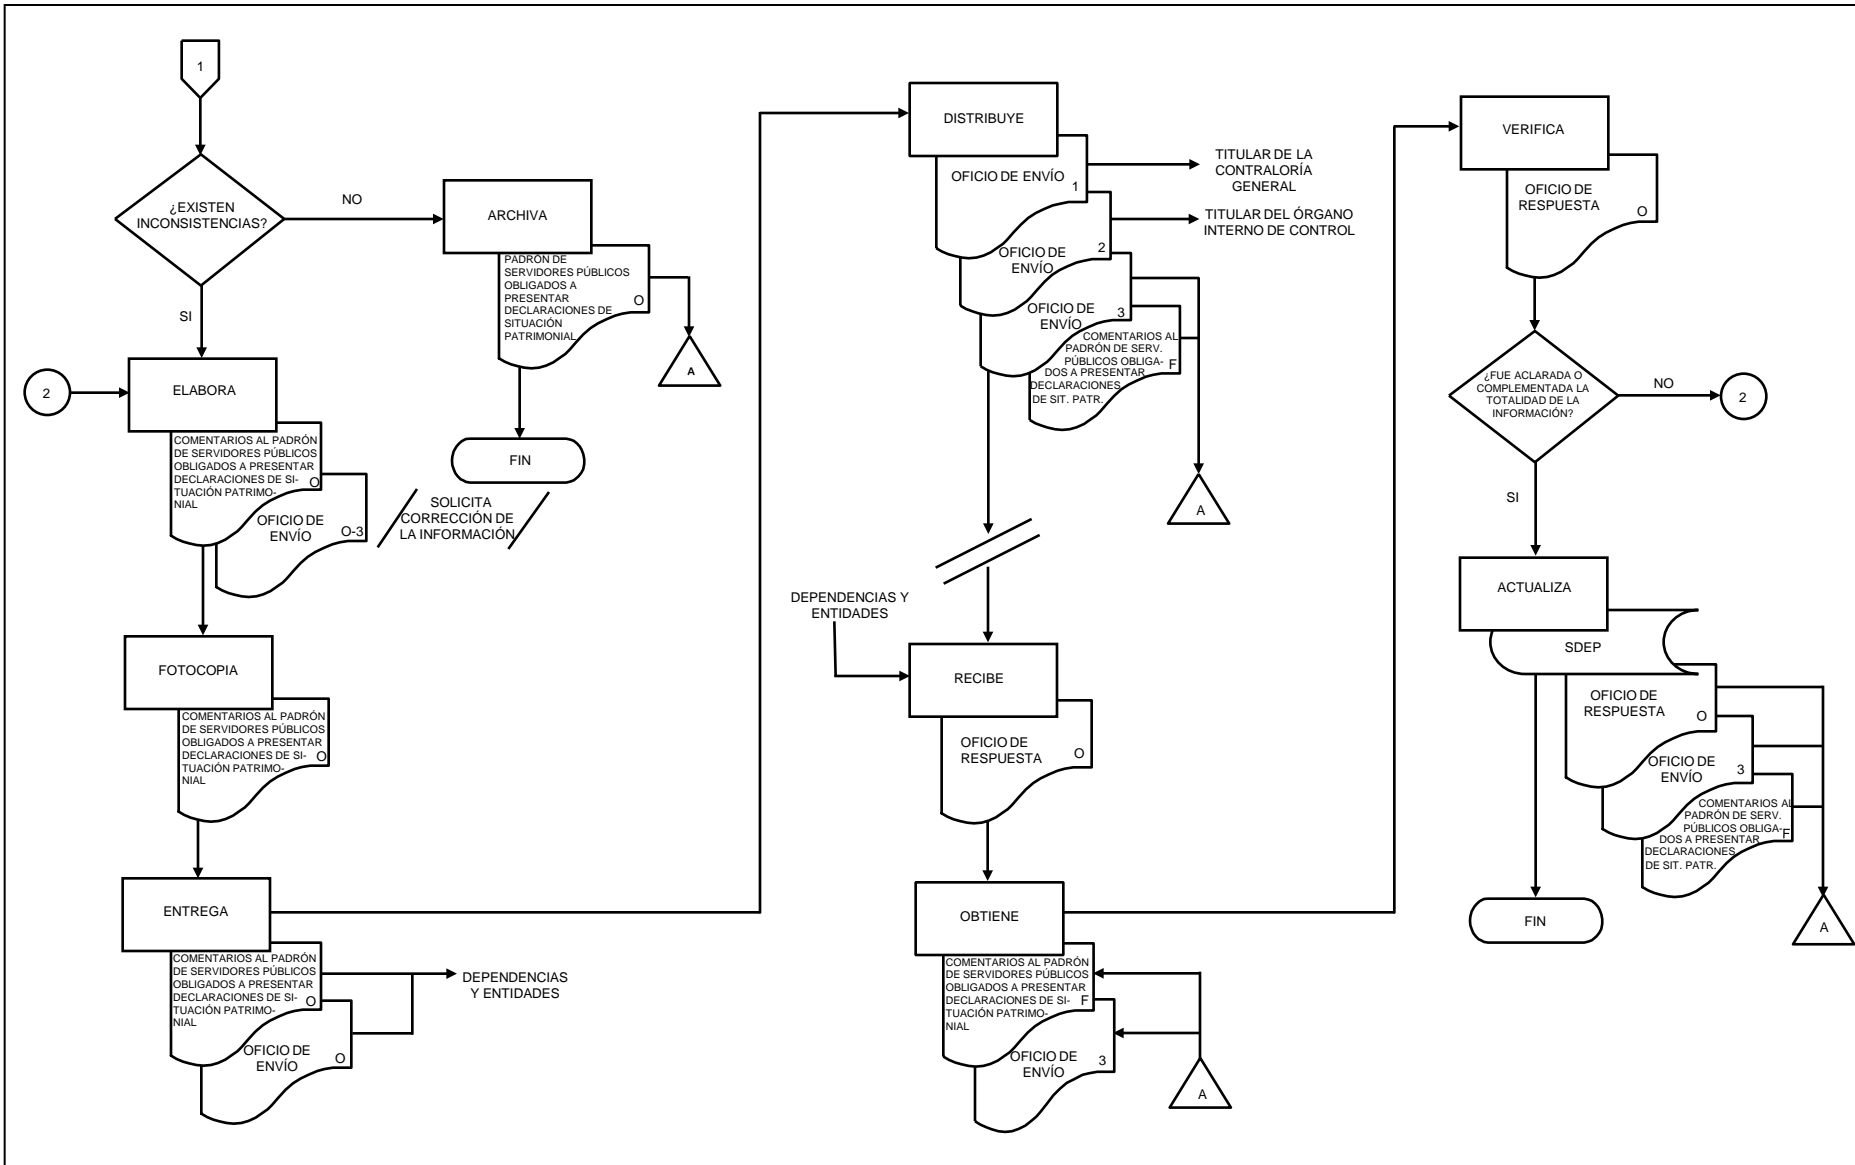 1
¿EXISTEN
INCONSISTENCIAS?
NO
SI
ARCHIVA
PADRÓN DE
SERVIDORES PÚBLICOS
OBLIGADOS A
PRESENTAR
DECLARACIONES DE
SITUACIÓN
PATRIMONIAL
O
A
FIN
2
ELABORA
COMENTARIOS AL PADRÓN
DE SERVIDORES PÚBLICOS
OBLIGADOS A PRESENTAR
DECLARACIONES DE SI-
TUACIÓN PATRIMO-
NIAL
O
OFICIO DE
ENVÍO
O-3
SOLICITA
CORRECCIÓN DE
LA INFORMACIÓN
FOTOCOPIA
COMENTARIOS AL PADRÓN
DE SERVIDORES PÚBLICOS
OBLIGADOS A PRESENTAR
DECLARACIONES DE SI-
TUACIÓN PATRIMO-
NIAL
O
ENTREGA
COMENTARIOS AL PADRÓN
DE SERVIDORES PÚBLICOS
OBLIGADOS A PRESENTAR
DECLARACIONES DE SI-
TUACIÓN PATRIMO-
NIAL
O
OFICIO DE
ENVÍO
O
DEPENDENCIAS
Y ENTIDADES
DISTRIBUYE
OFICIO DE ENVÍO
1
TITULAR DE LA
CONTRALORÍA
GENERAL
OFICIO DE
ENVÍO
2
TITULAR DEL ÓRGANO
INTERNO DE CONTROL
OFICIO DE
ENVÍO
3
COMENTARIOS AL
PADRÓN DE SERV.
PÚBLICOS OBLIGA-
DOS A PRESENTAR
DECLARACIONES
DE SIT. PATR.
F
A
DEPENDENCIAS Y
ENTIDADES
RECIBE
OFICIO DE
RESPUESTA
O
OBTIENE
COMENTARIOS AL PADRÓN
DE SERVIDORES PÚBLICOS
OBLIGADOS A PRESENTAR
DECLARACIONES DE SI-
TUACIÓN PATRIMO-
NIAL
F
OFICIO DE
ENVÍO
3
A
VERIFICA
OFICIO DE
RESPUESTA
O
¿FUE ACLARADA O
COMPLEMENTADA LA
TOTALIDAD DE LA
INFORMACIÓN?
NO
2
SI
ACTUALIZA
SDEP
OFICIO DE
RESPUESTA
O
OFICIO DE
ENVÍO
3
COMENTARIOS AL
PADRÓN DE SERV.
PÚBLICOS OBLIGA-
DOS A PRESENTAR
DECLARACIONES
DE SIT. PATR.
F
FIN
A